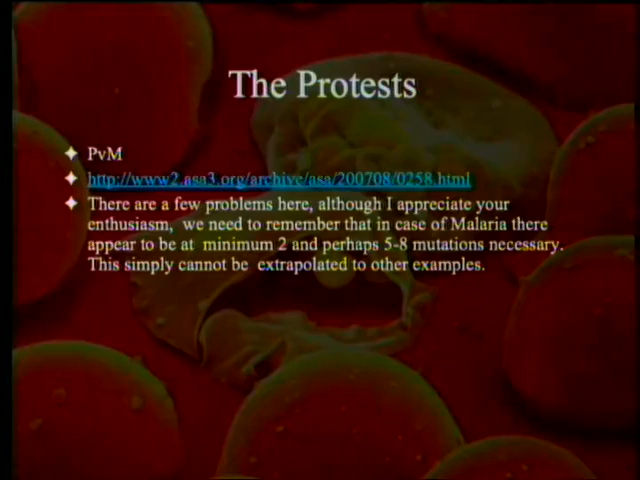 The Protests
PvM
http://www2.asa3.org/archive/asa/200708/0258.html
There are a few problems here, although I appreciate your
enthusiasm, we need to remember that in case of Malaria there
appear to be at minimum 2 and perhaps 5-8 mutations necessary.
This simply cannot be extrapolated to other examples.